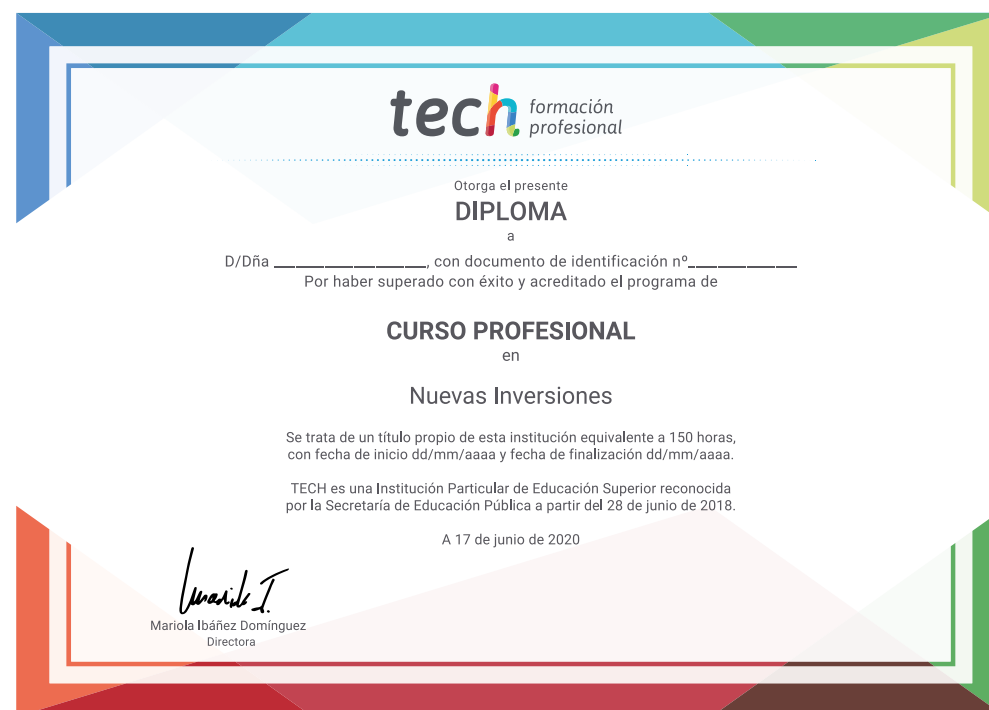 tech formación
profesional
Otorga el presente
DIPLOMA
a
D/Dña ______________, con documento de identificación nº__________
Por haber superado con éxito y acreditado el programa de
CURSO PROFESIONAL
en
Nuevas Inversiones
Se trata de un título propio de esta institución equivalente a 150 horas,
con fecha de inicio dd/mm/aaaa y fecha de finalización dd/mm/aaaa.
TECH es una Institución Particular de Educación Superior reconocida
por la Secretaría de Educación Pública a partir del 28 de junio de 2018.
A 17 de junio de 2020
Mariola I.
Mariola Ibáñez Domínguez
Directora